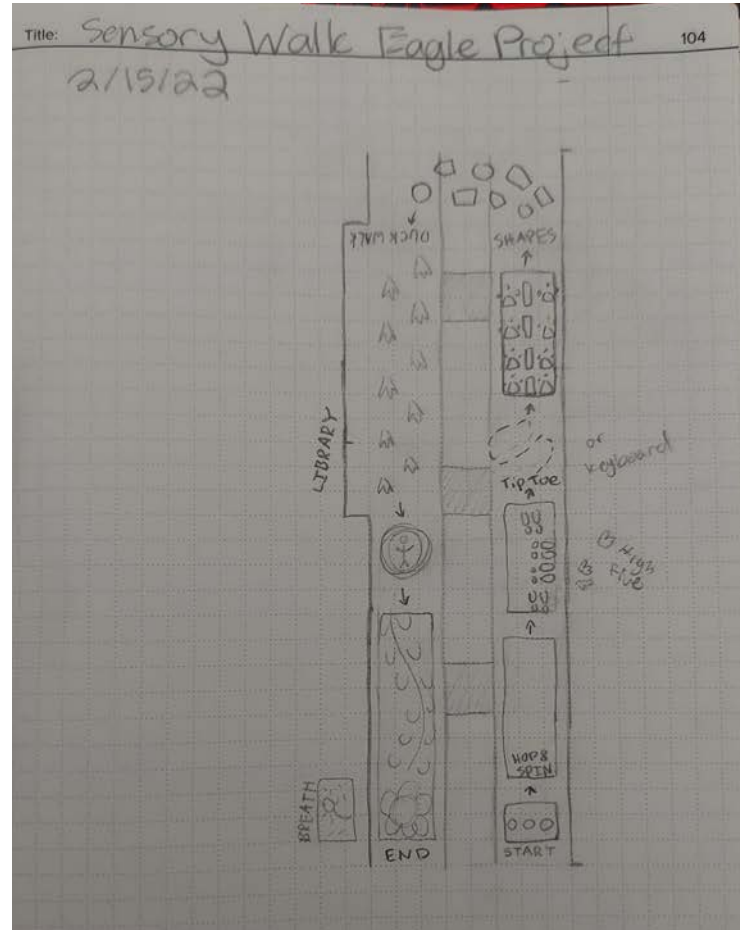 Title: Sensory Walk Eagle Project 104
2/15/22
DUCK WALK
SHAPES
LIBRARY
or
keyboard
Tip Toe
High
Five
HOP &
SPIN
BREATH
END
START